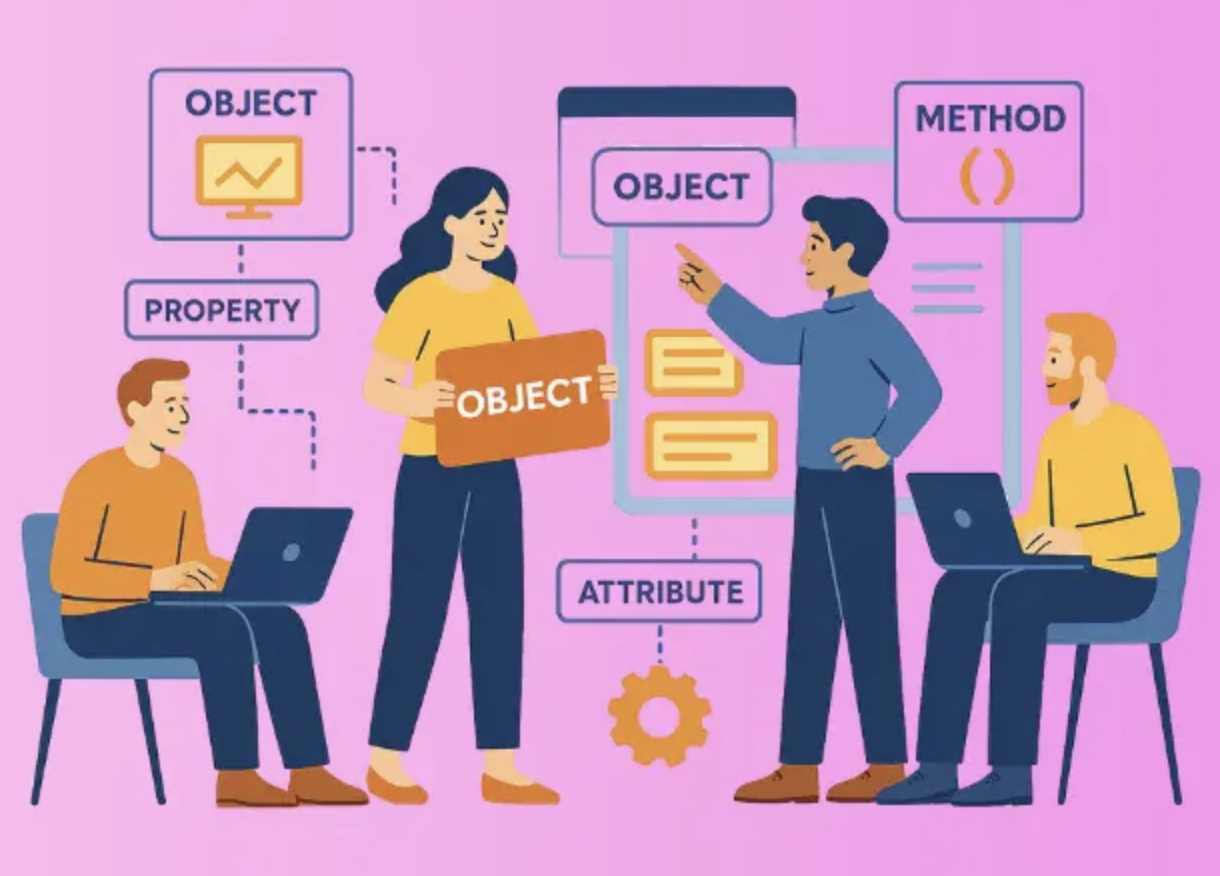 OBJECT
PROPERTY
OBJECT
OBJECT
METHOD
()
ATTRIBUTE